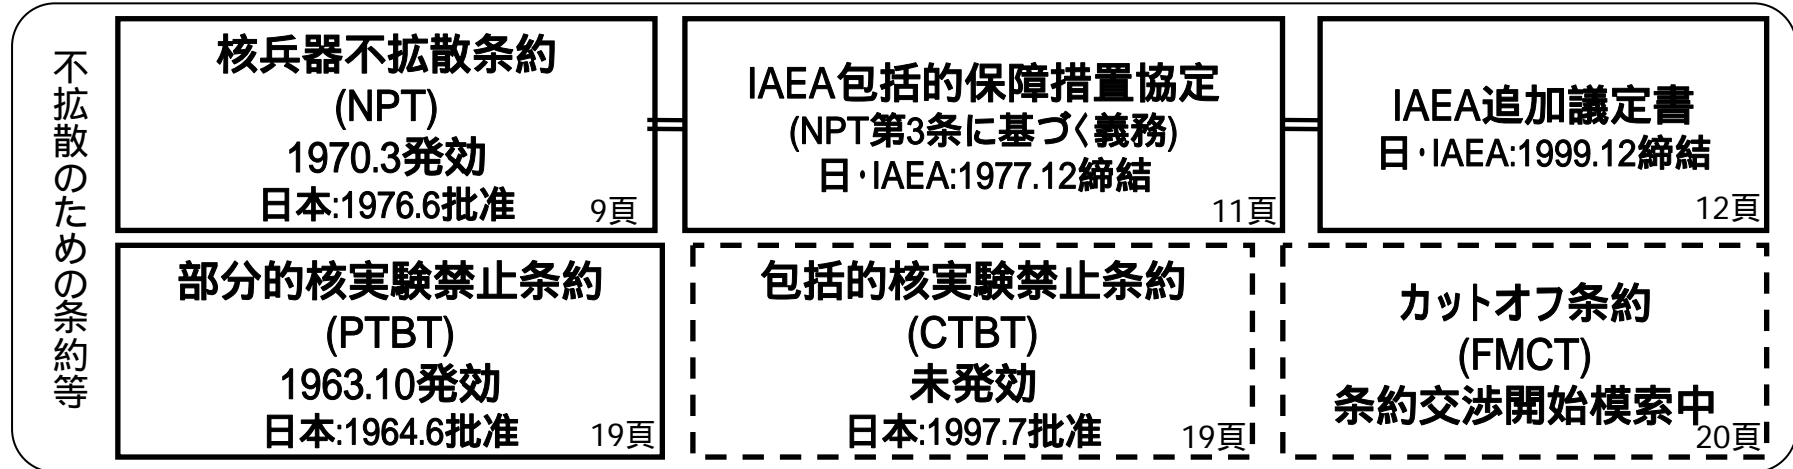 不拡散のための条約等
核兵器不拡散条約
(NPT)
1970.3発効
日本:1976.6批准
9頁
IAEA包括的保障措置協定
(NPT第3条に基づく義務)
日・IAEA:1977.12締結
11頁
IAEA追加議定書
日・IAEA:1999.12締結
12頁
部分的核実験禁止条約
(PTBT)
1963.10発効
日本:1964.6批准
19頁
包括的核実験禁止条約
(CTBT)
未発効
日本:1997.7批准
19頁
カットオフ条約
(FMCT)
条約交渉開始模索中
20頁